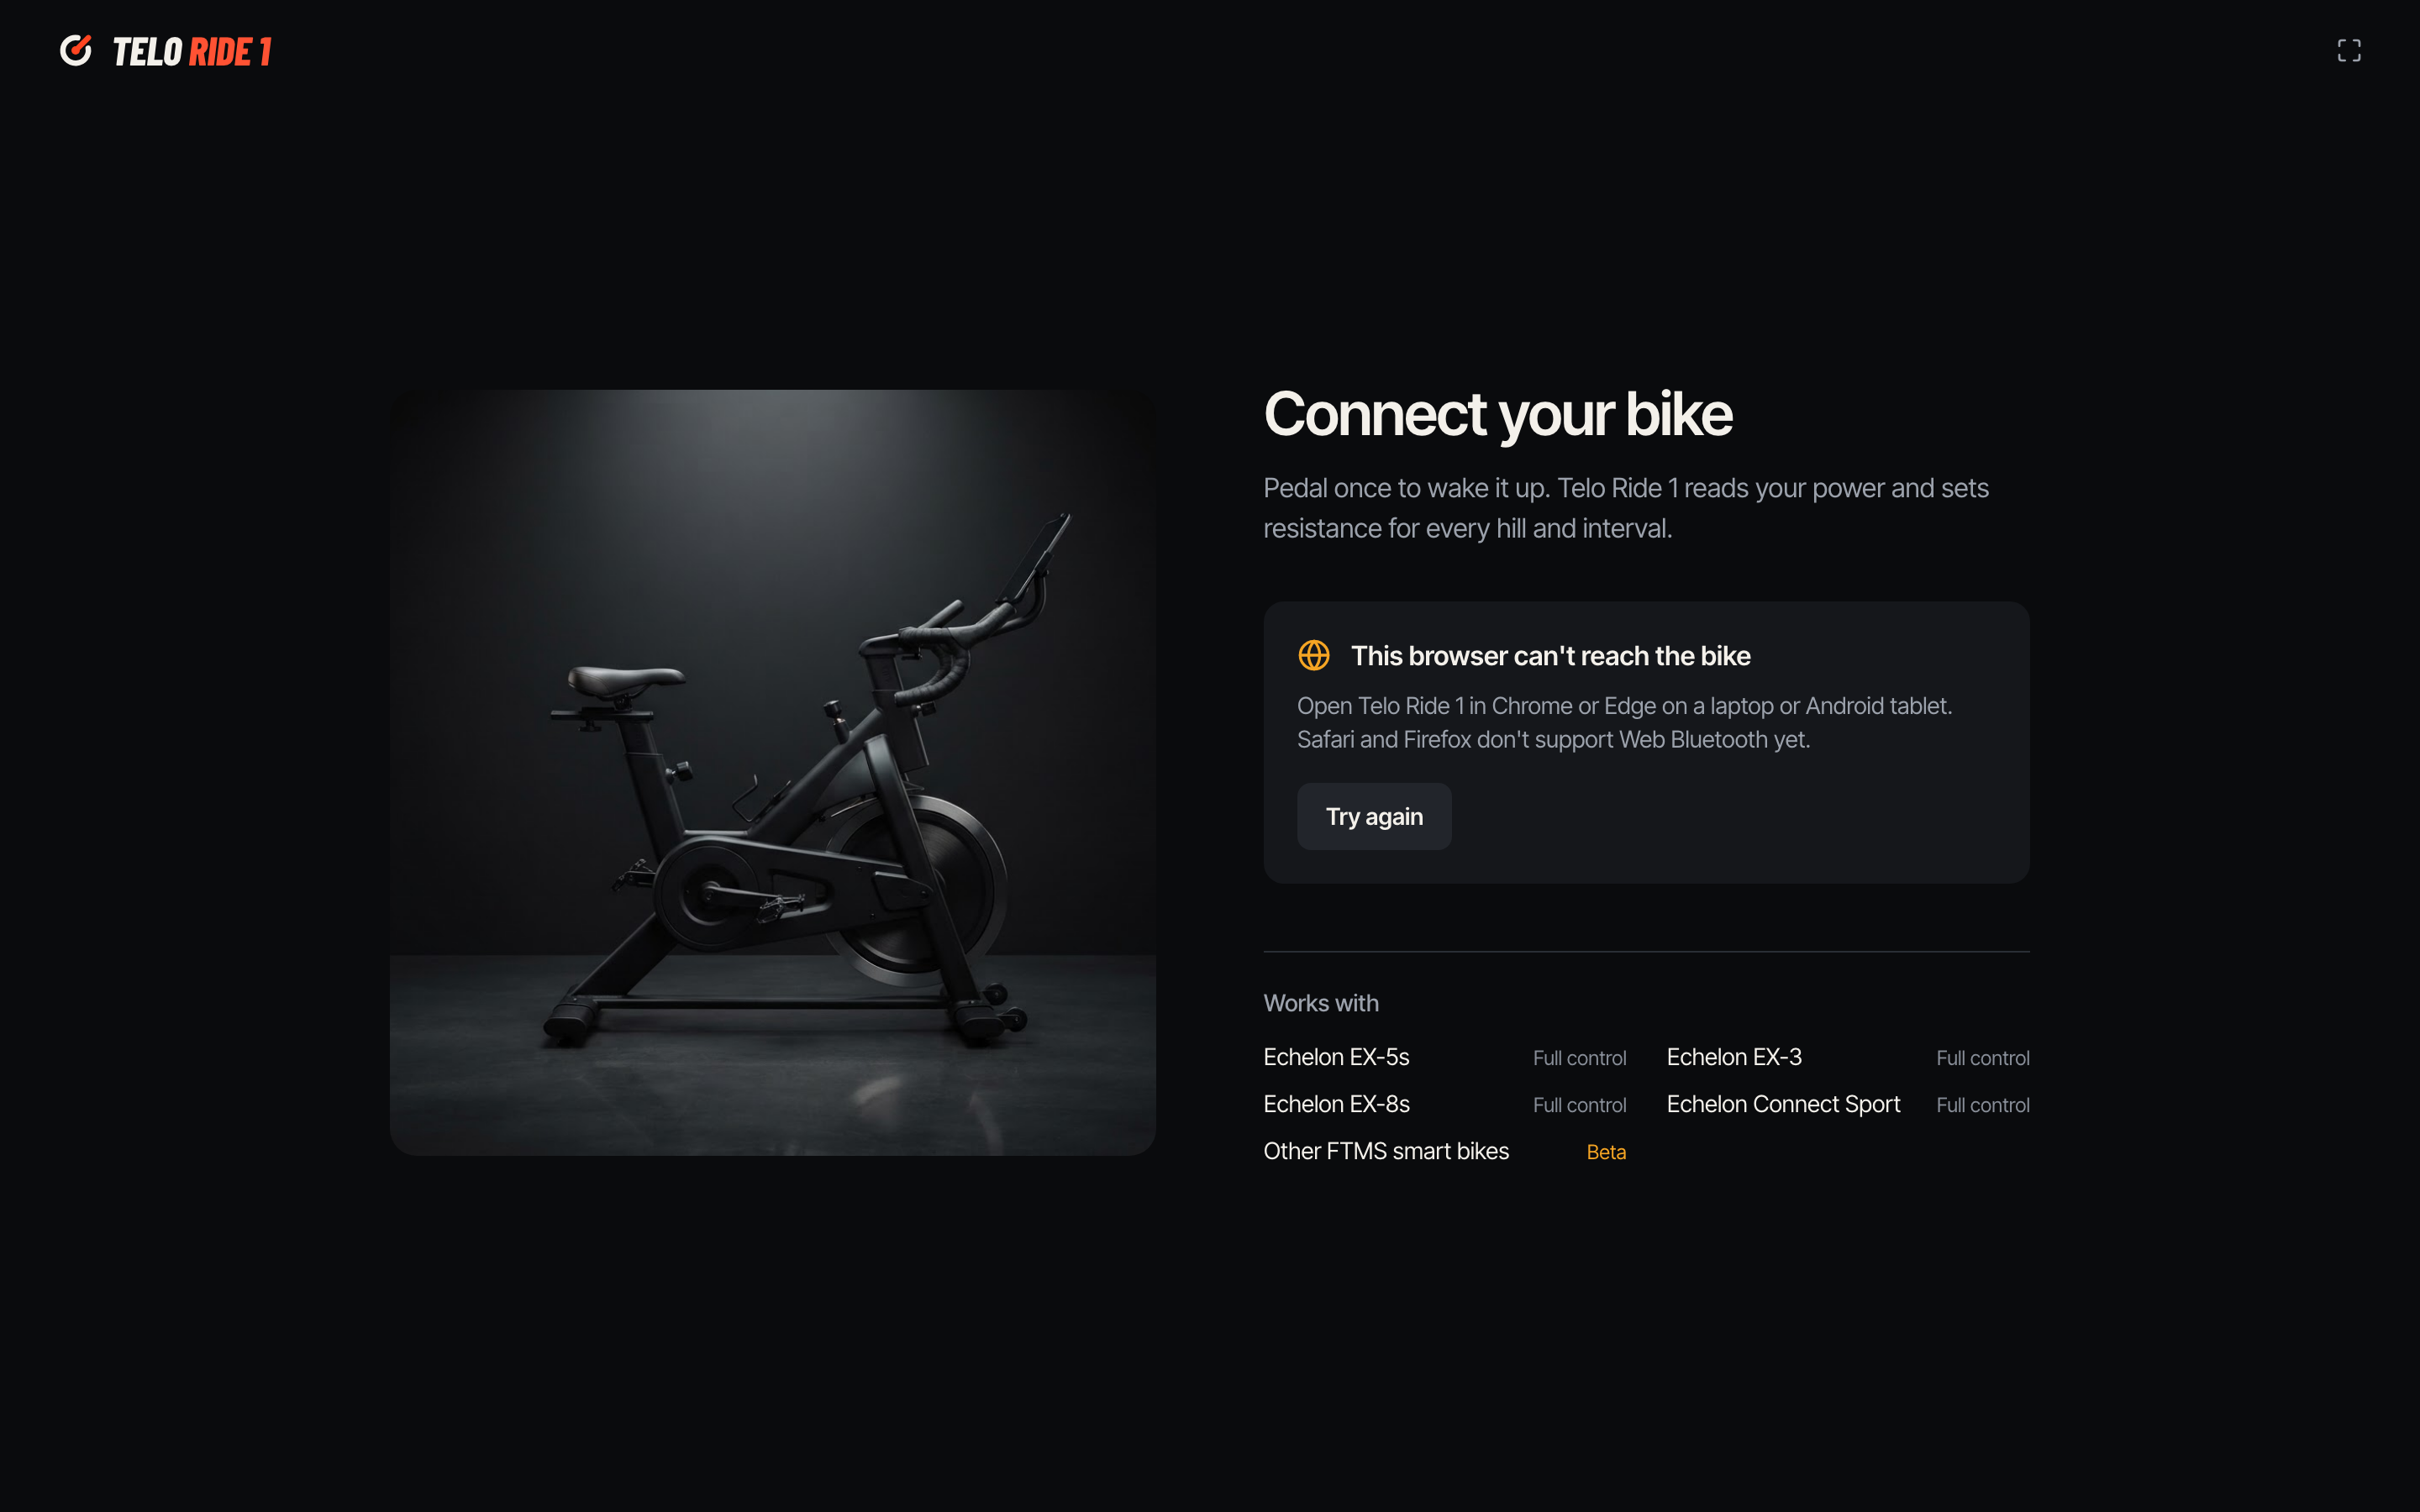 TELO RIDE 1
Connect your bike
Pedal once to wake it up. Telo Ride 1 reads your power and sets
resistance for every hill and interval.
This browser can't reach the bike
Open Telo Ride 1 in Chrome or Edge on a laptop or Android tablet.
Safari and Firefox don't support Web Bluetooth yet.
Try again
Works with
Echelon EX-5s Full control Echelon EX-3 Full control
Echelon EX-8s Full control Echelon Connect Sport Full control
Other FTMS smart bikes Beta